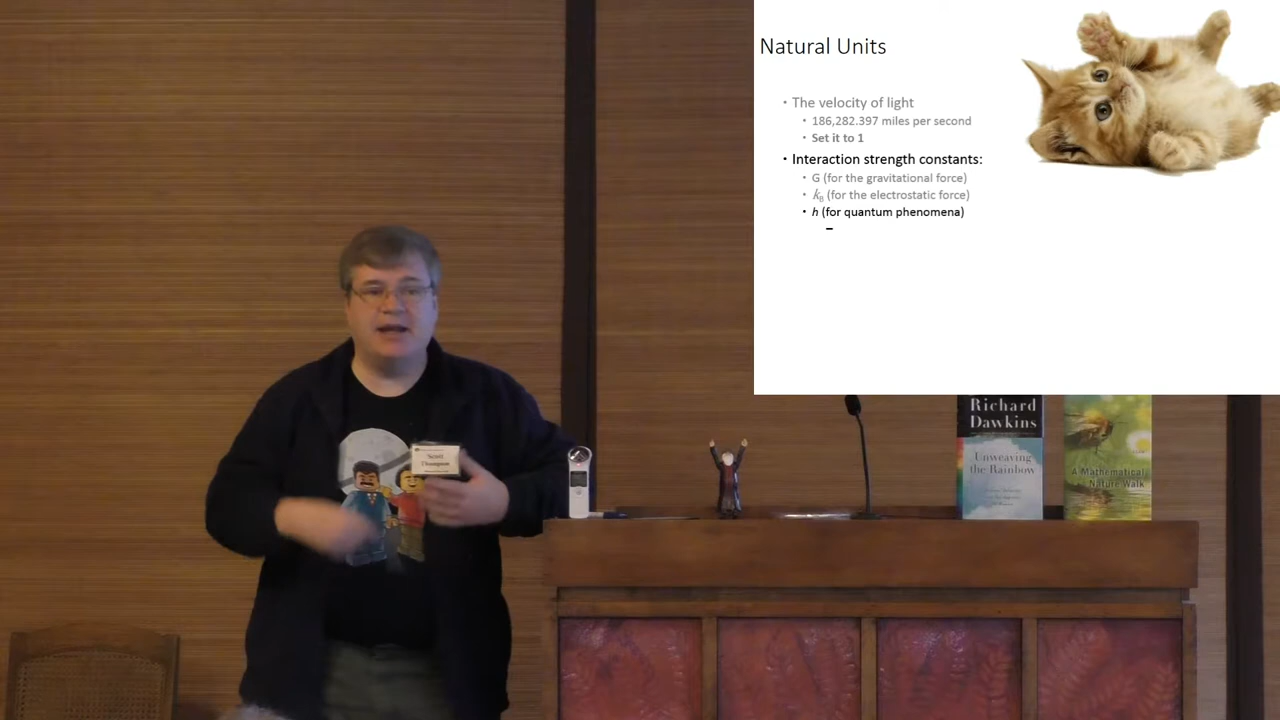 Natural Units
• The velocity of light
• 186,282.397 miles per second
• Set it to 1
• Interaction strength constants:
• G (for the gravitational force)
• kB (for the electrostatic force)
• h (for quantum phenomena)
–
Scott
Thompson
Richard
Dawkins
Unweaving
the Rainbow
A Mathematical
Nature Walk